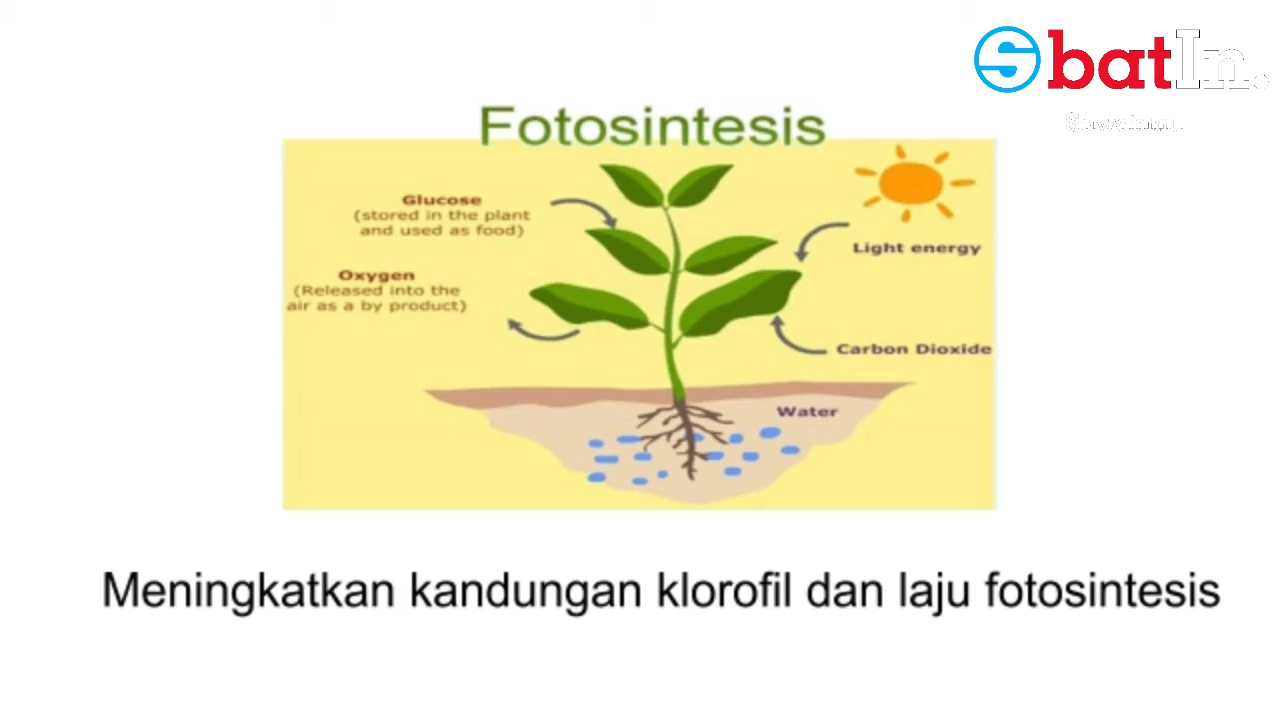 SbatIn.
Fotosintesis
Glucose
(stored in the plant
and used as food)
Light energy
Oxygen
(Released into the
air as a by product)
Carbon Dioxide
Water
Meningkatkan kandungan klorofil dan laju fotosintesis